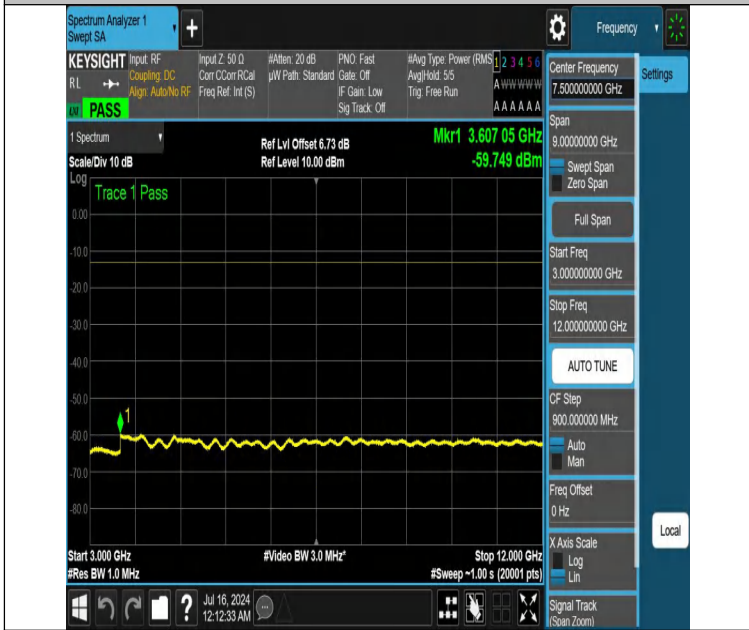 Spectrum Analyzer 1
Swept SA
Frequency
KEYSIGHT
RL
PASS
Input: RF
Coupling: DC
Align: Auto/No RF
Input Z: 50 Ω
Corr CCorr RCal
Freq Ref: Int (S)
#Atten: 20 dB
µW Path: Standard
PNO: Fast
Gate: Off
IF Gain: Low
Sig Track: Off
#Avg Type: Power (RMS
Avg|Hold: 5/5
Trig: Free Run
1 2 3 4 5 6
A W W W W W
A A A A A A
1 Spectrum
Scale/Div 10 dB
Ref Lvl Offset 6.73 dB
Ref Level 10.00 dBm
Mkr1 3.607 05 GHz
-59.749 dBm
Log
Trace 1 Pass
0.00
-10.0
-20.0
-30.0
-40.0
-50.0
-60.0
-70.0
-80.0
1
Start 3.000 GHz
#Res BW 1.0 MHz
#Video BW 3.0 MHz*
Stop 12.000 GHz
#Sweep ~1.00 s (20001 pts)
Jul 16, 2024
12:12:33 AM
Center Frequency
7.500000000 GHz
Settings
Span
9.00000000 GHz
Swept Span
Zero Span
Full Span
Start Freq
3.000000000 GHz
Stop Freq
12.000000000 GHz
AUTO TUNE
CF Step
900.000000 MHz
Auto
Man
Freq Offset
0 Hz
X Axis Scale
Log
Lin
Local
Signal Track
(Span Zoom)